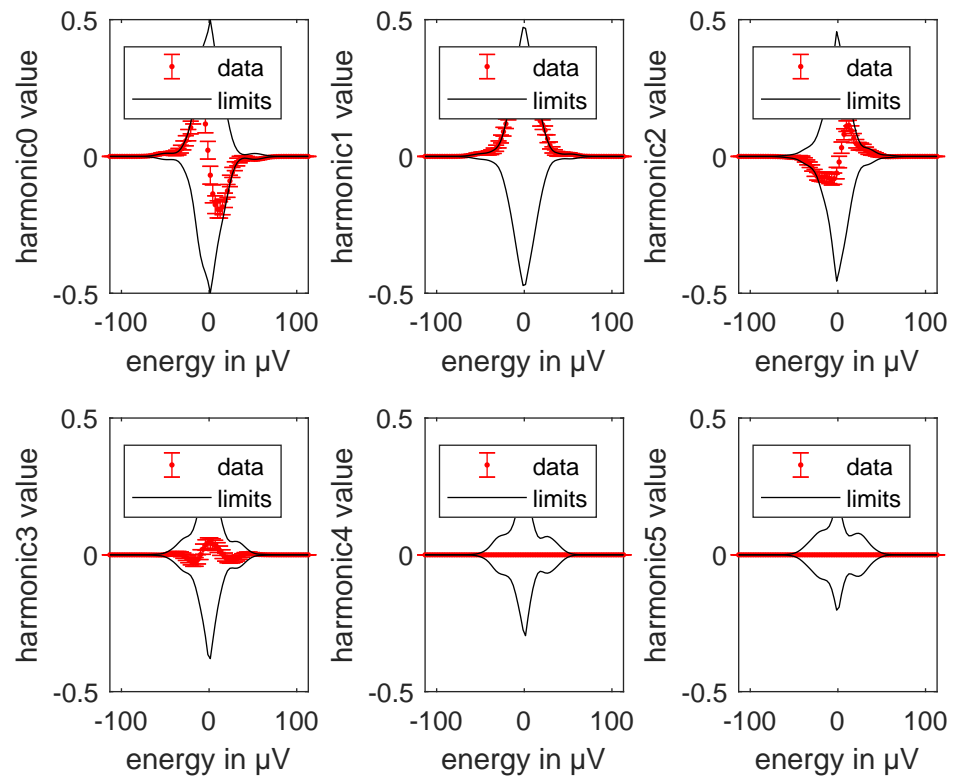 harmonic0 value
0.5
0
-0.5
data
limits
-100 0 100
energy in µV
harmonic1 value
0.5
0
-0.5
data
limits
-100 0 100
energy in µV
harmonic2 value
0.5
0
-0.5
data
limits
-100 0 100
energy in µV
harmonic3 value
0.5
0
-0.5
data
limits
-100 0 100
energy in µV
harmonic4 value
0.5
0
-0.5
data
limits
-100 0 100
energy in µV
harmonic5 value
0.5
0
-0.5
data
limits
-100 0 100
energy in µV